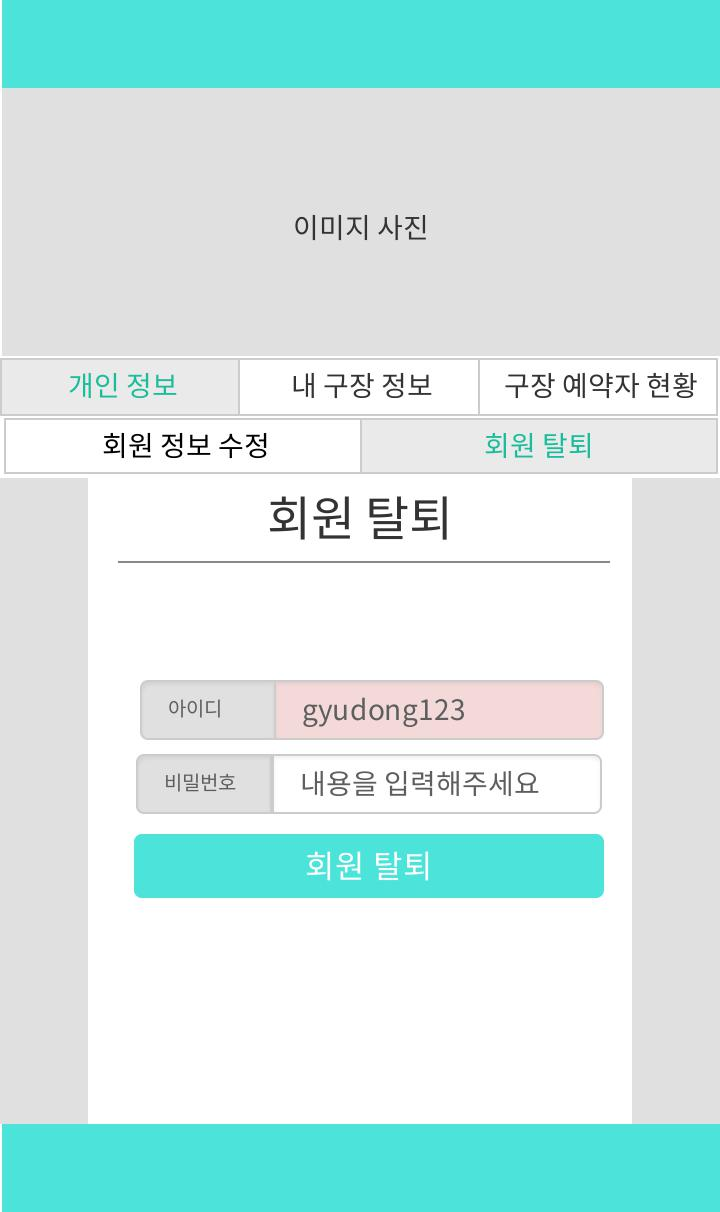 이미지 사진
개인 정보 내 구장 정보 구장 예약자 현황
회원 정보 수정 회원 탈퇴
회원 탈퇴
아이디 gyudong123
비밀번호 내용을 입력해주세요
회원 탈퇴